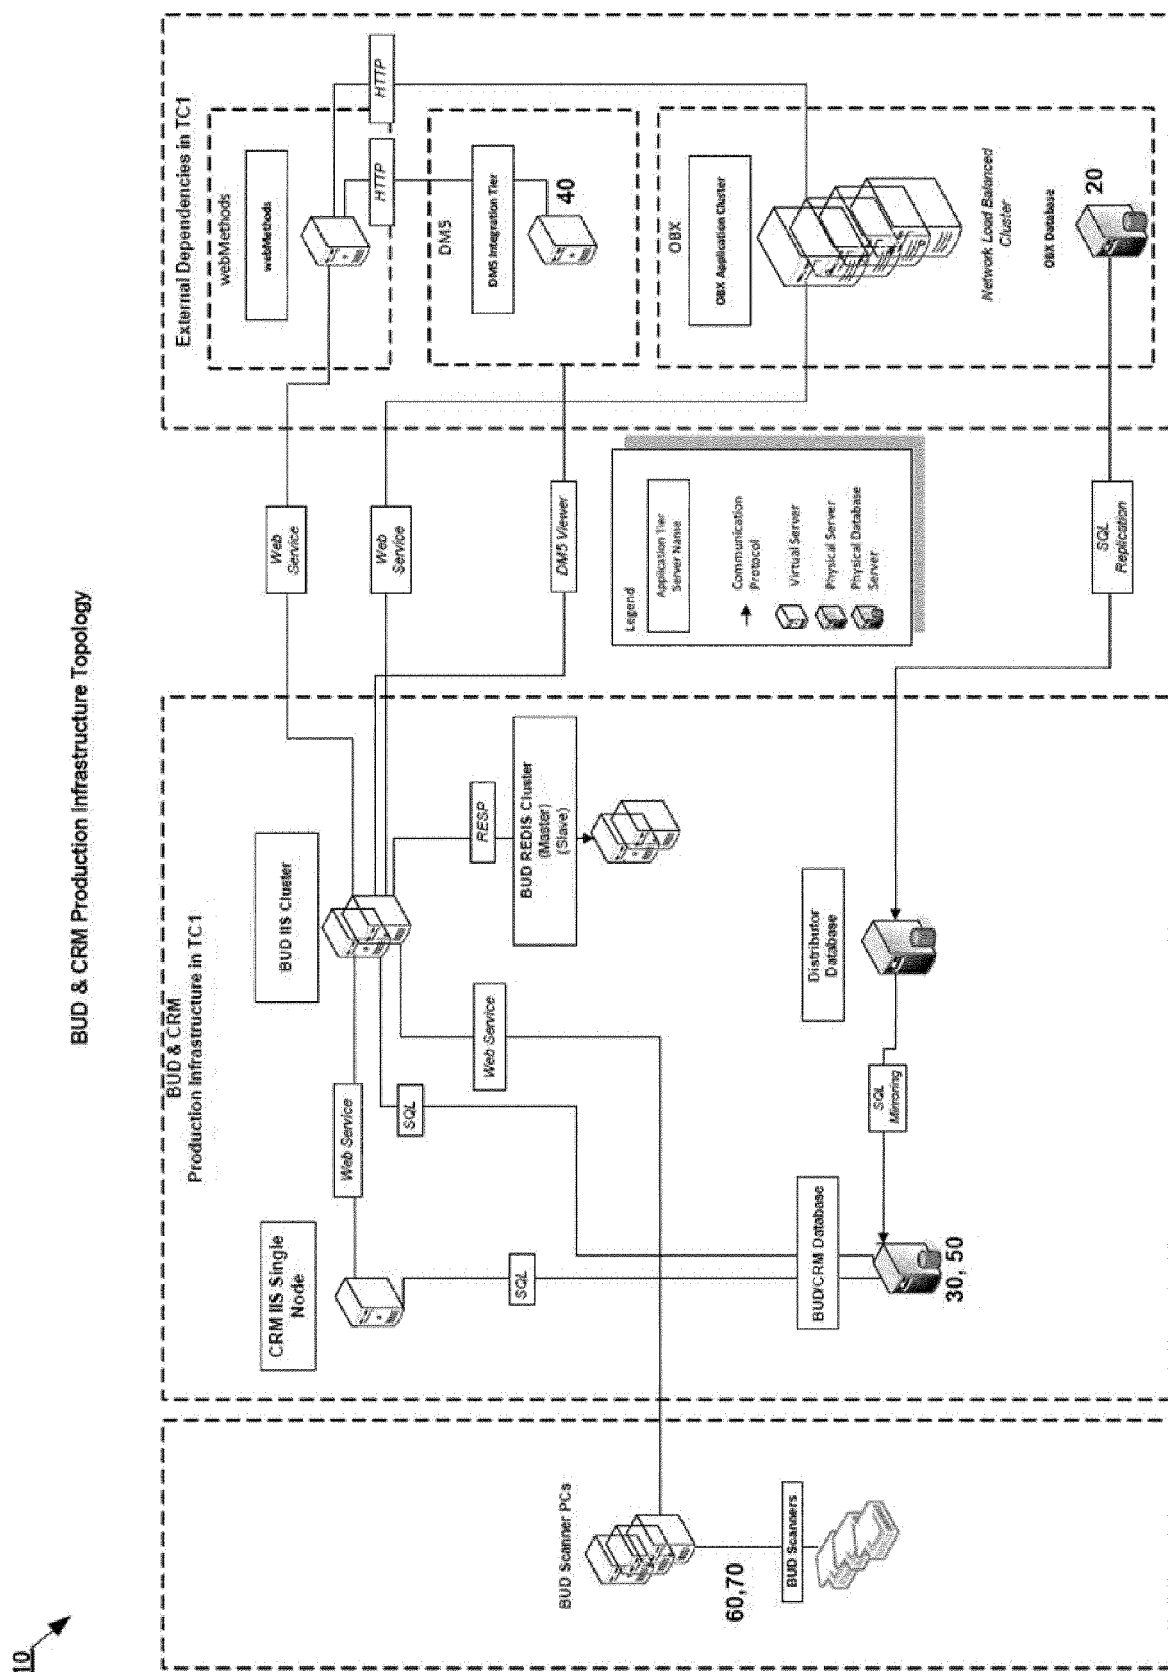 10
BUD & CRM Production Infrastructure Topology
BUD Scanner PCs
60,70
BUD Scanners
BUD & CRM
Production Infrastructure in TC1
CRM IIS Single
Node
Web Service
SQL
SQL
Web Service
BUD IIS Cluster
RESP
BUD REDIS Cluster
(Master)
(Slave)
BUD/CRM Database
30, 50
SQL
Mirroring
Distributor
Database
Web
Service
Web
Service
DMS Viewer
SQL
Replication
Legend
Application Tier
Server Name
Communication
Protocol
Virtual Server
Physical Server
Physical Database
Server
External Dependencies in TC1
webMethods
webMethods
HTTP
HTTP
DMS
DMS Integration Tier
40
OBX
OBX Application Cluster
Network Load Balanced
Cluster
OBX Database
20